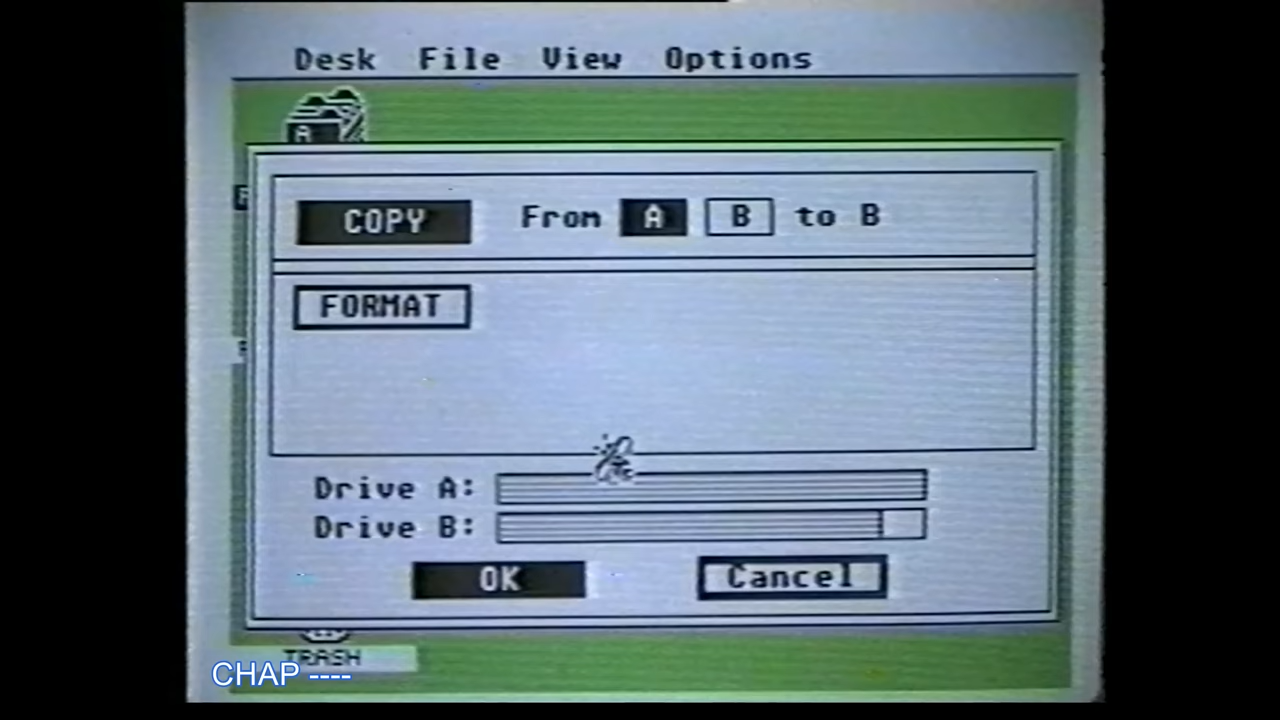 Desk File View Options
A
COPY From A B to B
FORMAT
Drive A:
Drive B:
OK Cancel
TRASH
CHAP ----